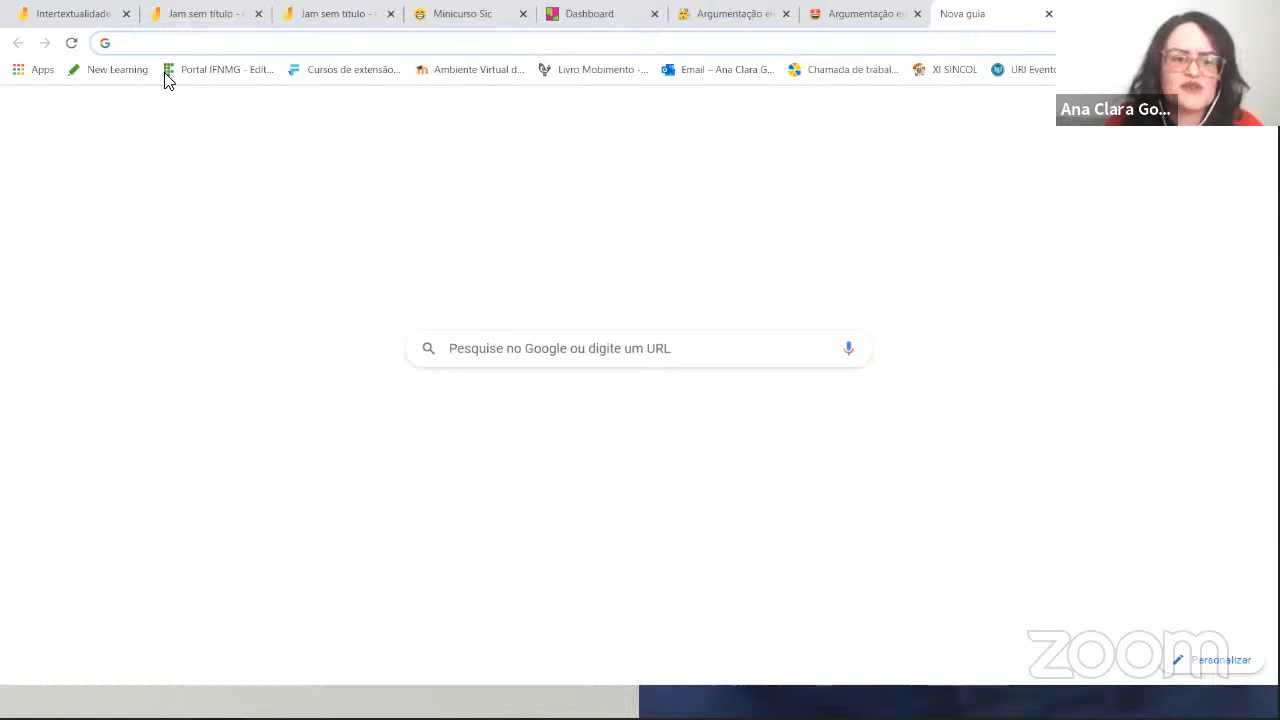 Intertextualidade
Jam sem título -
Jam sem título -
Minicurso Sic
Dashboard
Argumentação e
Argumentação e
Nova guia
Apps
New Learning
Portal IFNMG - Edit...
Cursos de extensão...
Ambiente Virtual d...
Livro Mobimento -...
Email – Ana Clara G...
Chamada de trabal...
XI SINCOL
URI Evento
Ana Clara Go...
Pesquise no Google ou digite um URL
zoom
Personalizar